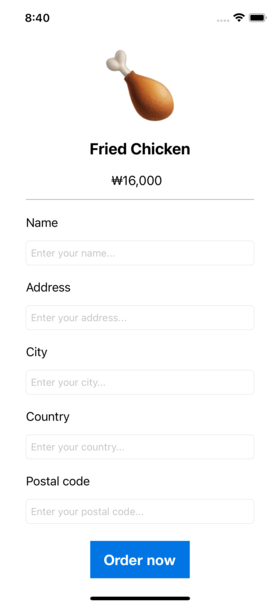 8:40
Fried Chicken
₩16,000
Name
Enter your name...
Address
Enter your address...
City
Enter your city...
Country
Enter your country...
Postal code
Enter your postal code...
Order now